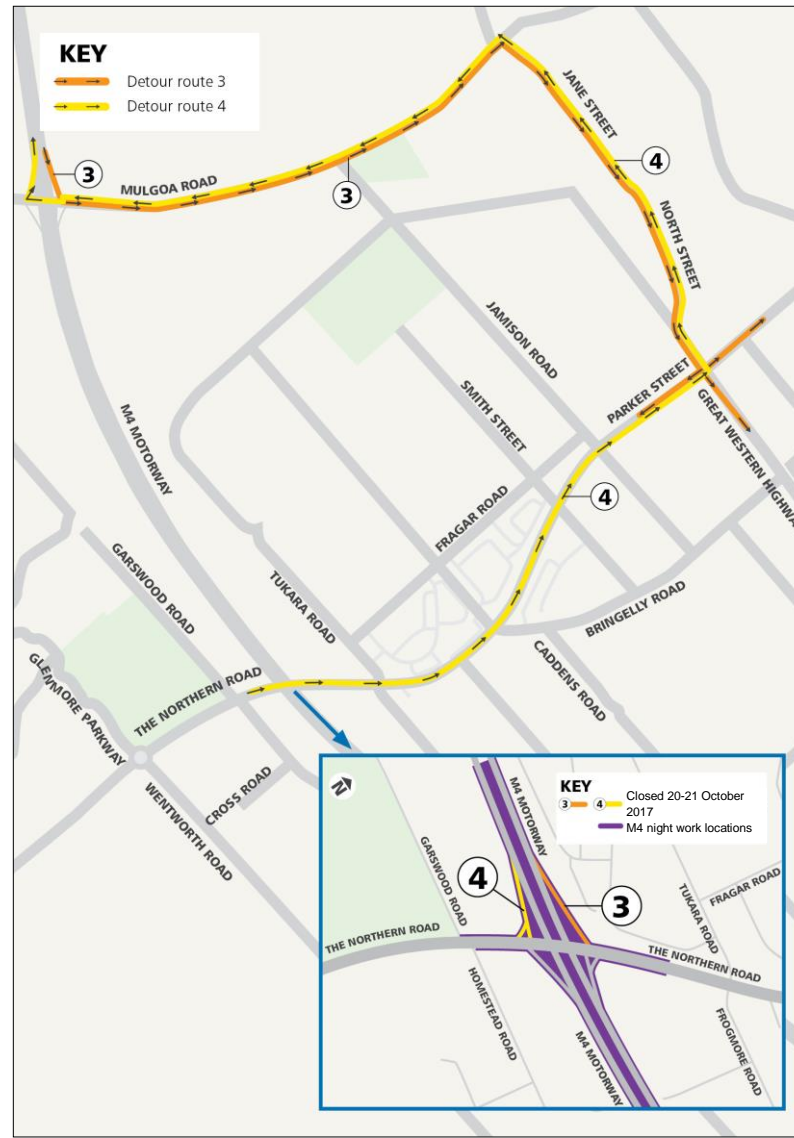 KEY
Detour route 3
Detour route 4
JANE STREET
3
MULGOA ROAD
3
4
NORTH STREET
JAMISON ROAD
SMITH STREET
PARKER STREET
GREAT WESTERN HIGHWAY
M4 MOTORWAY
4
FRAGAR ROAD
GARSWOOD ROAD
TUKARA ROAD
BRINGELLY ROAD
CADDENS ROAD
GLENMORE PARKWAY
THE NORTHERN ROAD
CROSS ROAD
WENTWORTH ROAD
N
M4 MOTORWAY
KEY
3 4 Closed 20-21 October
2017
M4 night work locations
GARSWOOD ROAD
4
3
TUKARA ROAD
FRAGAR ROAD
THE NORTHERN ROAD
THE NORTHERN ROAD
HOMESTEAD ROAD
M4 MOTORWAY
FROGMORE ROAD